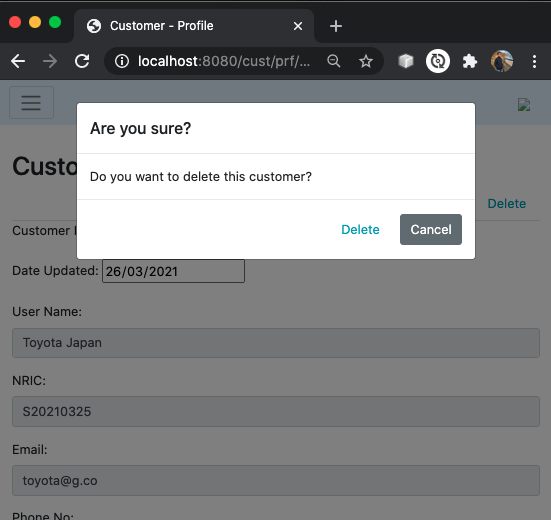 Customer - Profile
localhost:8080/cust/prf/...
Are you sure?
Do you want to delete this customer?
Delete
Cancel
Custo
Delete
Customer
Date Updated: 26/03/2021
User Name:
Toyota Japan
NRIC:
S20210325
Email:
toyota@g.co
Phone No: